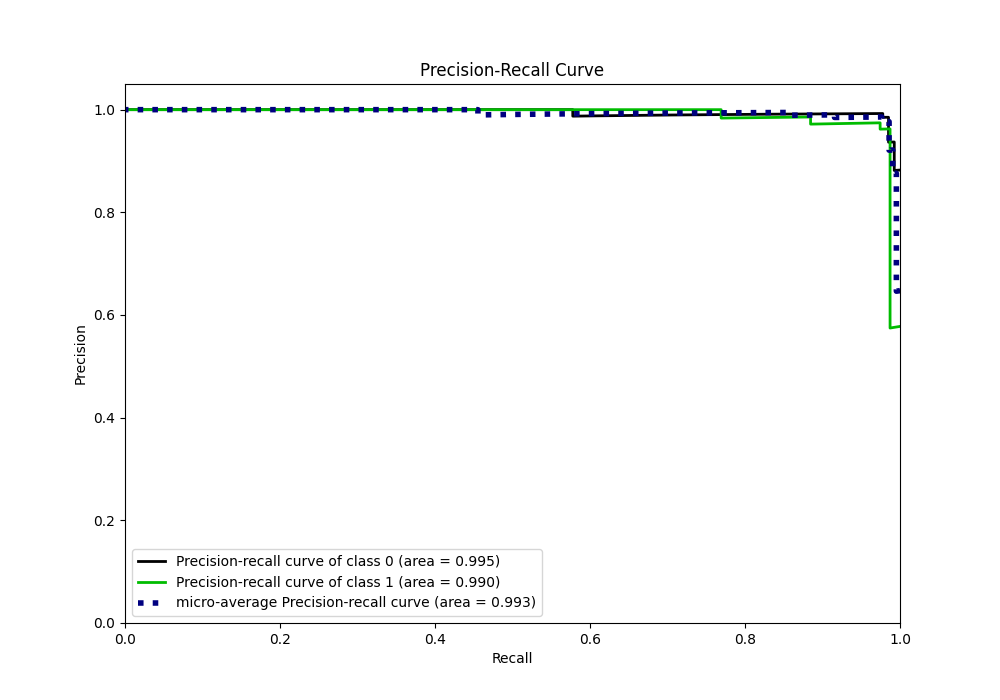 Precision-Recall Curve
1.0
0.8
0.6
0.4
0.2
0.0
Precision
Precision-recall curve of class 0 (area = 0.995)
Precision-recall curve of class 1 (area = 0.990)
micro-average Precision-recall curve (area = 0.993)
0.0 0.2 0.4 0.6 0.8 1.0
Recall